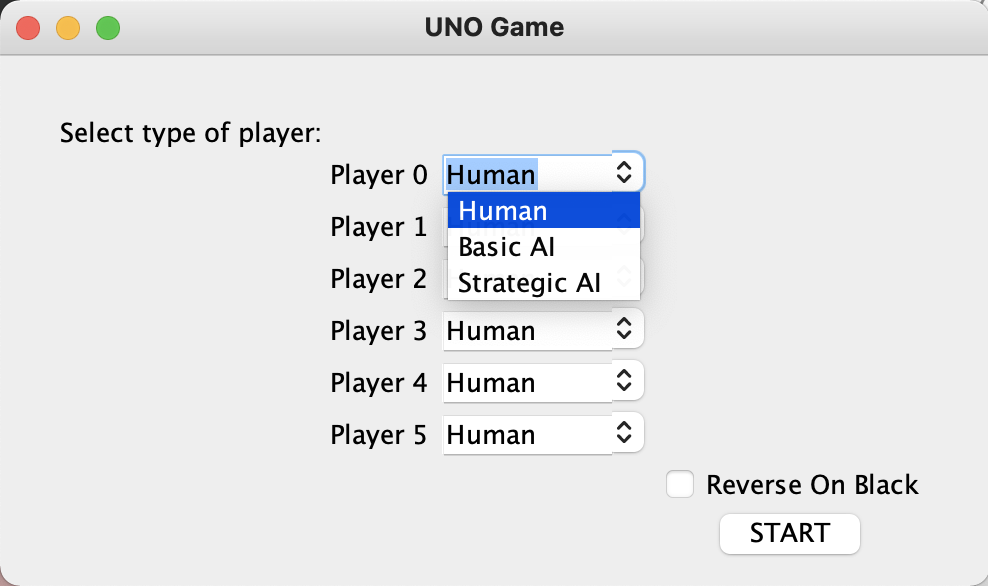 UNO Game
Select type of player:
Player 0 Human
Human
Player 1
Basic AI
Player 2
Strategic AI
Player 3 Human
Player 4 Human
Player 5 Human
Reverse On Black
START